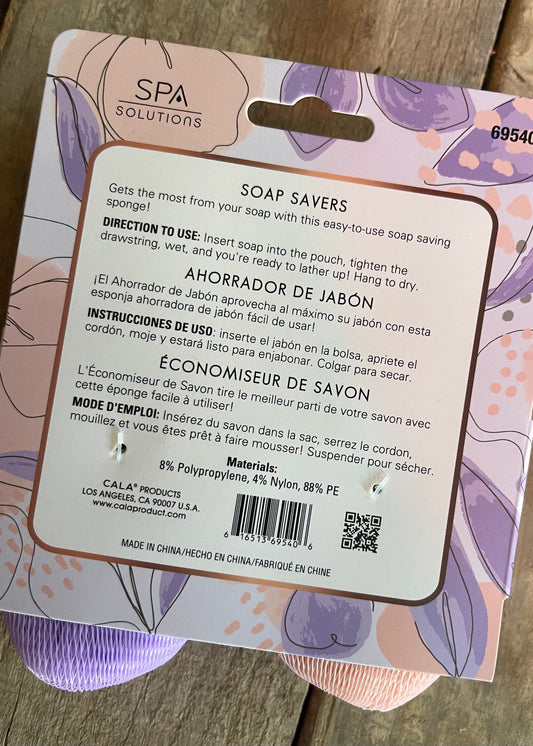 SPA
SOLUTIONS
69540
SOAP SAVERS
Gets the most from your soap with this easy-to-use soap saving
sponge!
DIRECTION TO USE: Insert soap into the pouch, tighten the
drawstring, wet, and you're ready to lather up! Hang to dry.
AHORRADOR DE JABÓN
¡El Ahorrador de Jabón aprovecha al máximo su jabón con esta
esponja ahorradora de jabón fácil de usar!
INSTRUCCIONES DE USO: inserte el jabón en la bolsa, apriete el
cordón, moje y estará listo para enjabonar. Colgar para secar.
ÉCONOMISEUR DE SAVON
L'Économiseur de Savon tire le meilleur parti de votre savon avec
cette éponge facile à utiliser!
MODE D'EMPLOI: Insérez du savon dans la sac, serrez le cordon,
mouillez et vous êtes prêt à faire mousser! Suspender pour sécher.
Materials:
8% Polypropylene, 4% Nylon, 88% PE
CALA® PRODUCTS
LOS ANGELES, CA 90007 U.S.A.
www.calaproduct.com
6 16513 69540 6
MADE IN CHINA/HECHO EN CHINA/FABRIQUÉ EN CHINE